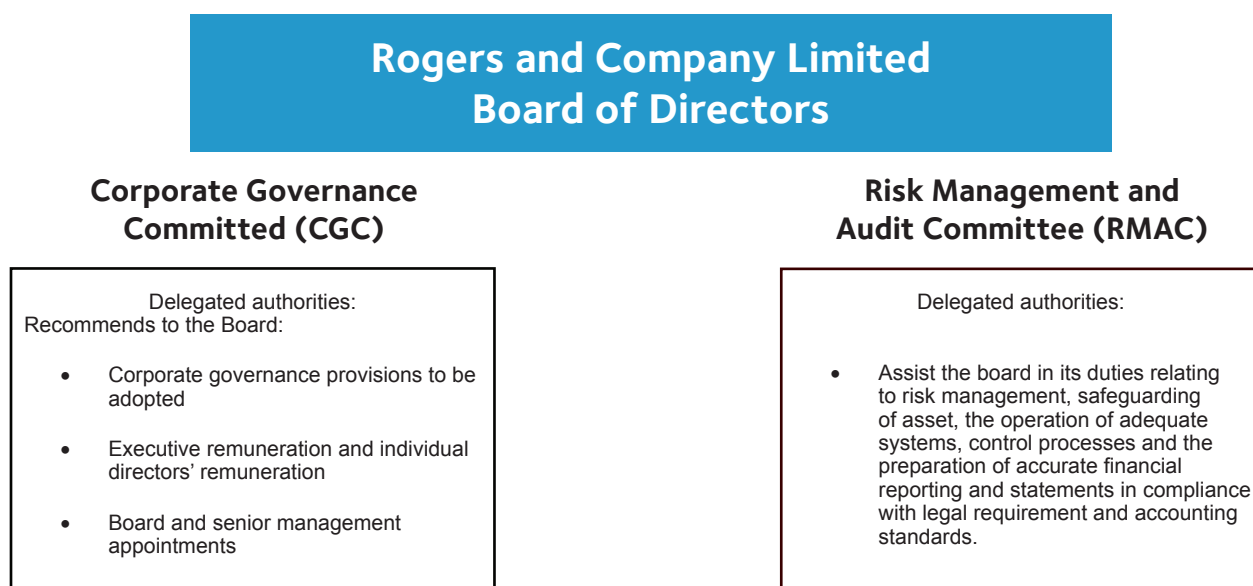 Rogers and Company Limited
Board of Directors
Corporate Governance
Committed (CGC)
Delegated authorities:
Recommends to the Board:
• Corporate governance provisions to be
adopted
• Executive remuneration and individual
directors’ remuneration
• Board and senior management
appointments
Risk Management and
Audit Committee (RMAC)
Delegated authorities:
• Assist the board in its duties relating
to risk management, safeguarding
of asset, the operation of adequate
systems, control processes and the
preparation of accurate financial
reporting and statements in compliance
with legal requirement and accounting
standards.